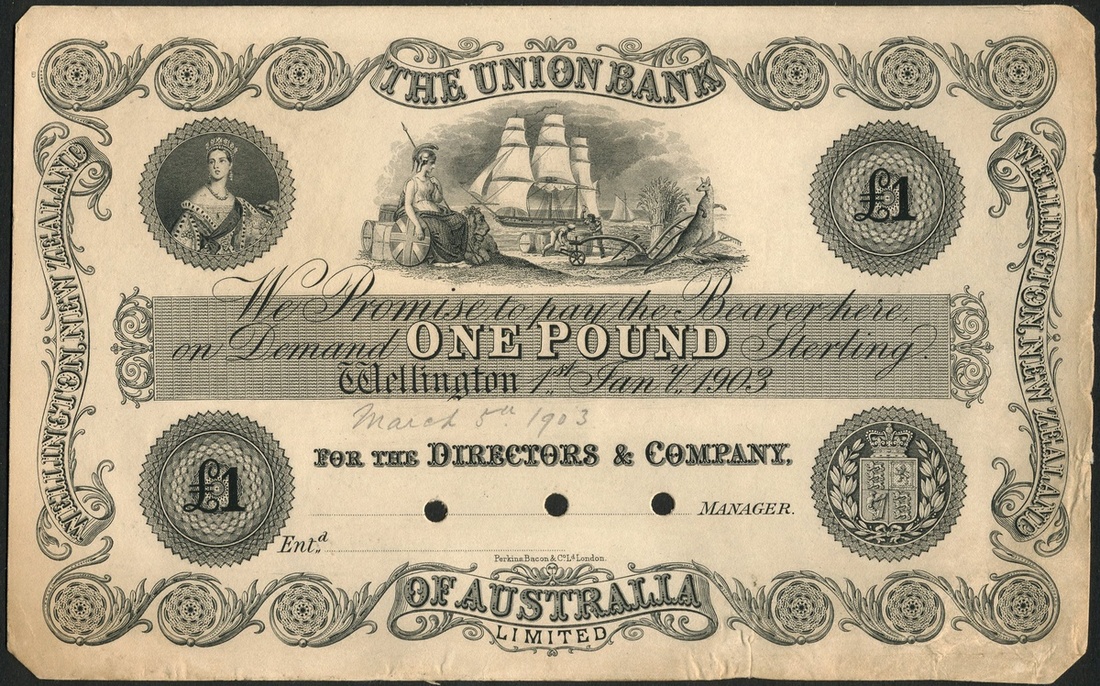 THE UNION BANK
WELLINGTON NEW ZEALAND
WELLINGTON NEW ZEALAND
£1
We Promise to pay the Bearer here,
on Demand ONE POUND Sterling.
Wellington 1st Jany. 1903
March 5th 1903
FOR THE DIRECTORS & COMPANY,
£1
MANAGER.
Ent.d
Perkins, Bacon & Co. Ld. London.
OF AUSTRALIA
LIMITED